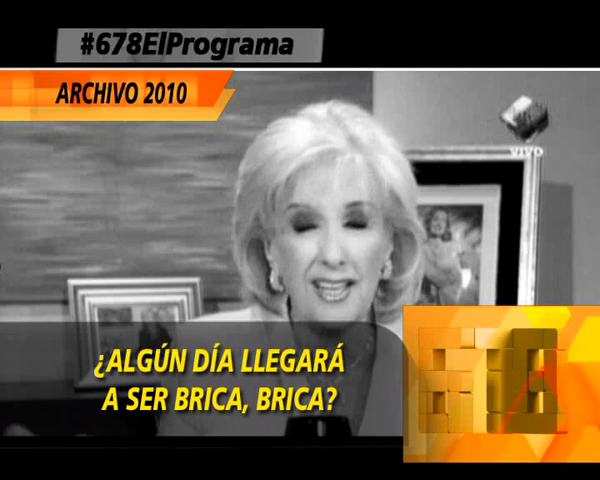 #678ElPrograma
ARCHIVO 2010
VIVO
¿ALGÚN DÍA LLEGARÁ
A SER BRICA, BRICA?